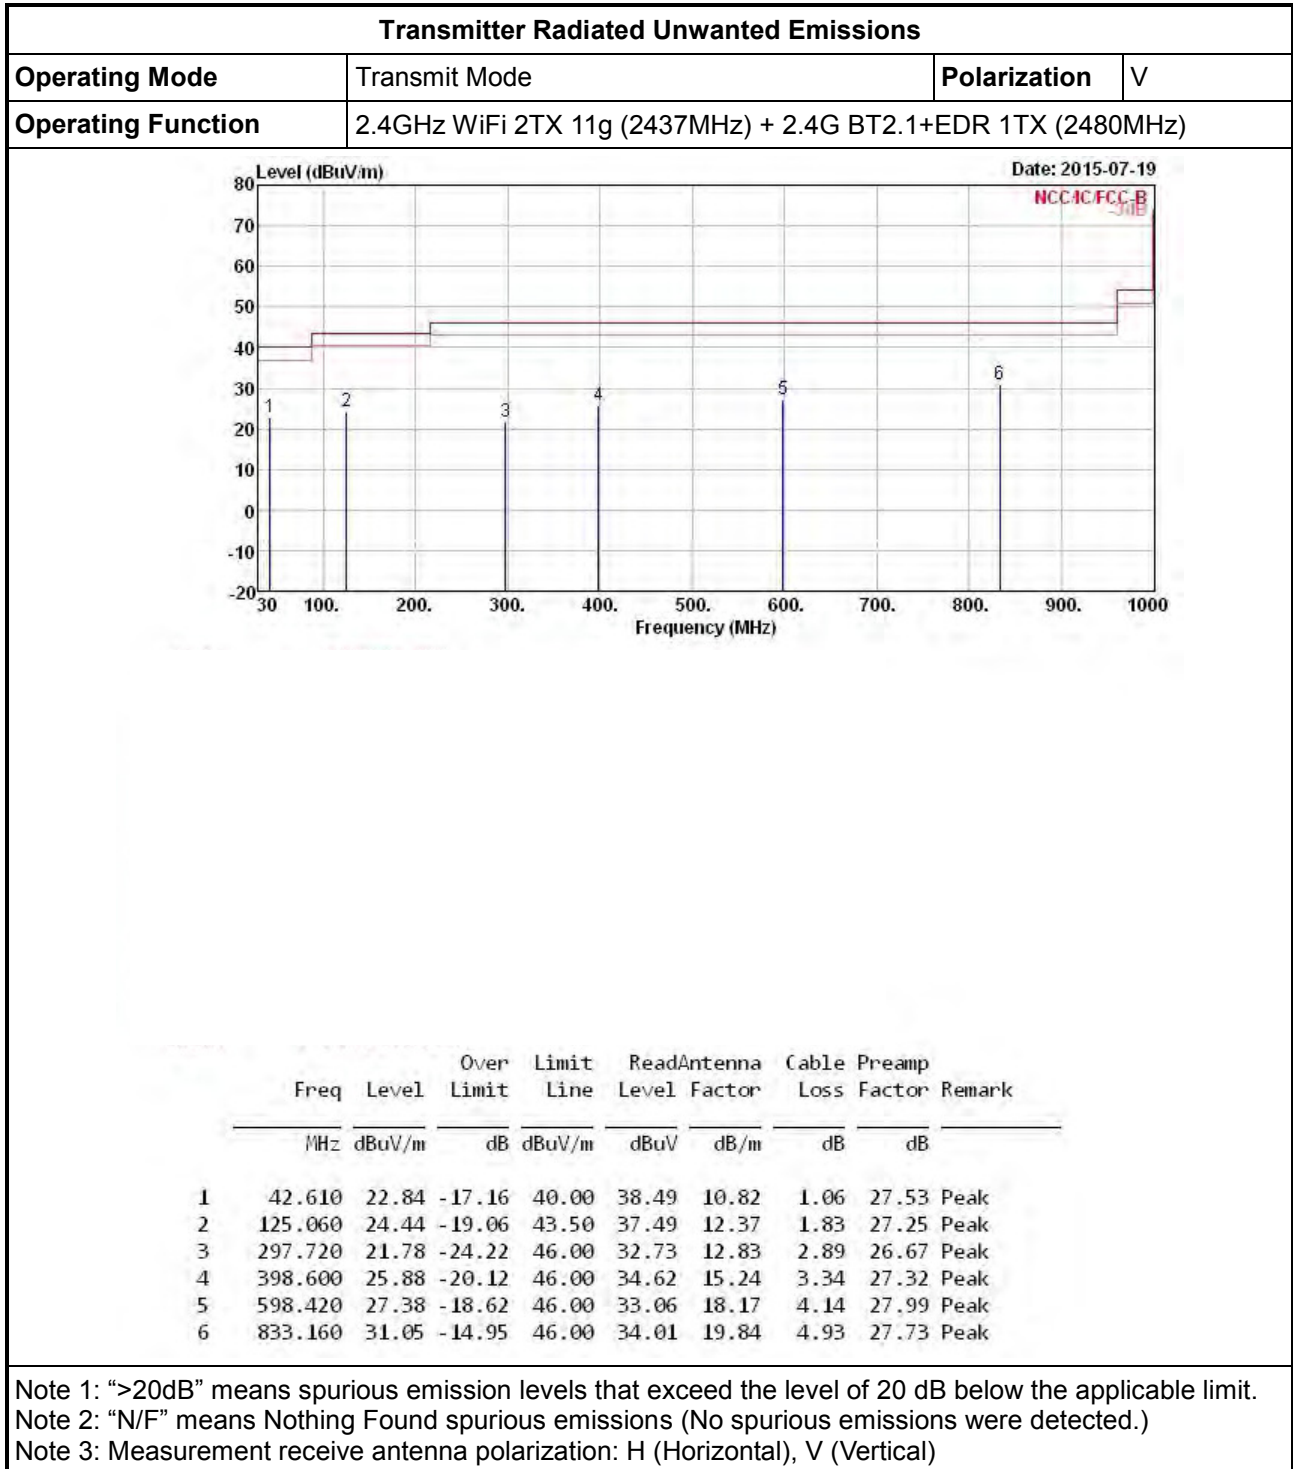 Transmitter Radiated Unwanted Emissions
Operating Mode Transmit Mode Polarization V
Operating Function 2.4GHz WiFi 2TX 11g (2437MHz) + 2.4G BT2.1+EDR 1TX (2480MHz)
Level (dBuV/m) Date: 2015-07-19
80
NCC/IC/FCC-B
-3dB
70
60
50
40
30
20
10
0
-10
-20
1 2 3 4 5 6
30 100. 200. 300. 400. 500. 600. 700. 800. 900. 1000
Frequency (MHz)
Over Limit ReadAntenna Cable Preamp
Freq Level Limit Line Level Factor Loss Factor Remark
MHz dBuV/m dB dBuV/m dBuV dB/m dB dB
1 42.610 22.84 -17.16 40.00 38.49 10.82 1.06 27.53 Peak
2 125.060 24.44 -19.06 43.50 37.49 12.37 1.83 27.25 Peak
3 297.720 21.78 -24.22 46.00 32.73 12.83 2.89 26.67 Peak
4 398.600 25.88 -20.12 46.00 34.62 15.24 3.34 27.32 Peak
5 598.420 27.38 -18.62 46.00 33.06 18.17 4.14 27.99 Peak
6 833.160 31.05 -14.95 46.00 34.01 19.84 4.93 27.73 Peak
Note 1: “>20dB” means spurious emission levels that exceed the level of 20 dB below the applicable limit.
Note 2: “N/F” means Nothing Found spurious emissions (No spurious emissions were detected.)
Note 3: Measurement receive antenna polarization: H (Horizontal), V (Vertical)